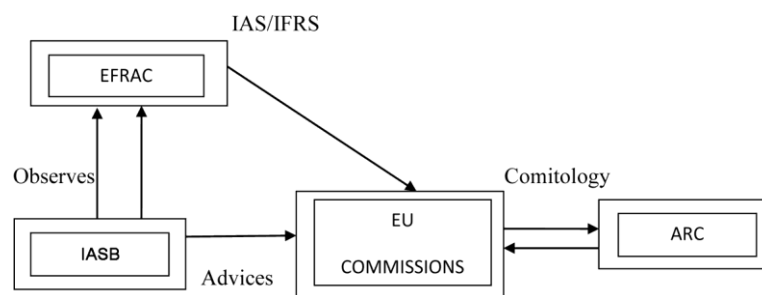 IAS/IFRS
EFRAC
Observes
Comitology
IASB
EU
COMMISSIONS
ARC
Advices